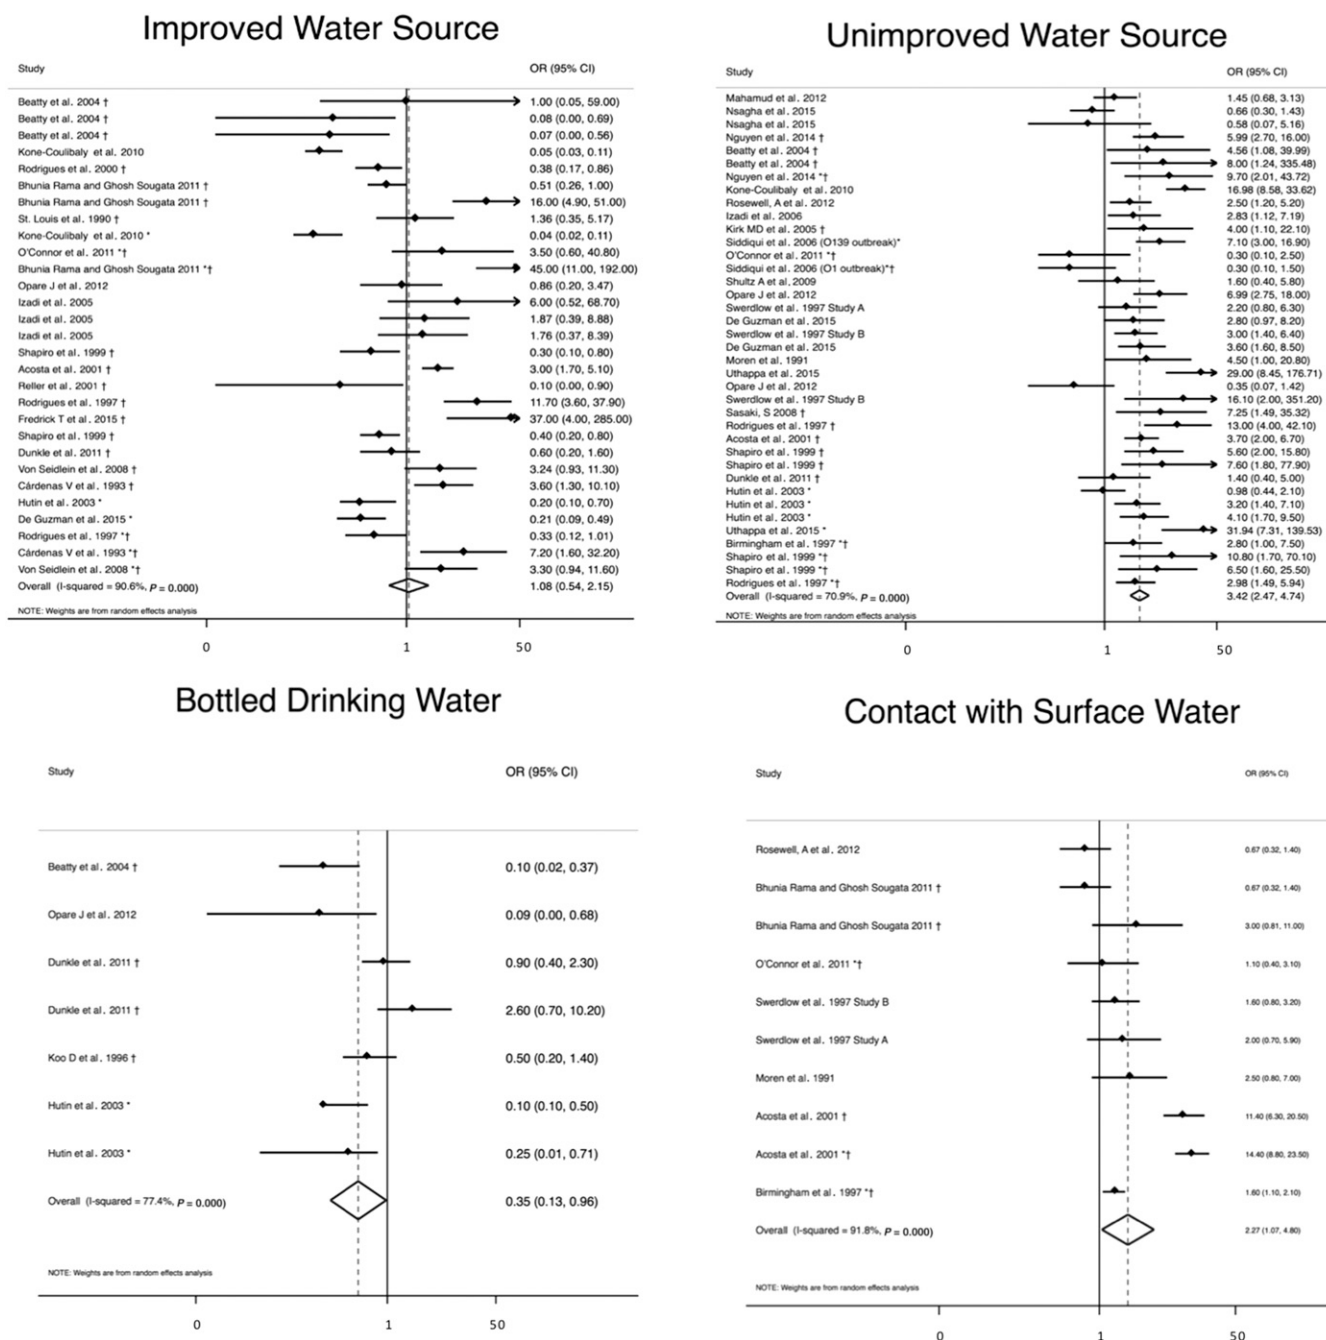 Improved Water Source
Study OR (95% CI)
Beatty et al. 2004 † 1.00 (0.05, 59.00)
Beatty et al. 2004 † 0.08 (0.00, 0.69)
Beatty et al. 2004 † 0.07 (0.00, 0.56)
Kone-Coulibaly et al. 2010 0.05 (0.03, 0.11)
Rodrigues et al. 2000 † 0.38 (0.17, 0.86)
Bhunia Rama and Ghosh Sougata 2011 † 0.51 (0.26, 1.00)
Bhunia Rama and Ghosh Sougata 2011 † 16.00 (4.90, 51.00)
St. Louis et al. 1990 † 1.36 (0.35, 5.17)
Kone-Coulibaly et al. 2010 * 0.04 (0.02, 0.11)
O'Connor et al. 2011 *† 3.50 (0.60, 40.80)
Bhunia Rama and Ghosh Sougata 2011 *† 45.00 (11.00, 192.00)
Opare J et al. 2012 0.86 (0.20, 3.47)
Izadi et al. 2005 6.00 (0.52, 68.70)
Izadi et al. 2005 1.87 (0.39, 8.88)
Izadi et al. 2005 1.76 (0.37, 8.39)
Shapiro et al. 1999 † 0.30 (0.10, 0.80)
Acosta et al. 2001 † 3.00 (1.70, 5.10)
Reller et al. 2001 † 0.10 (0.00, 0.90)
Rodrigues et al. 1997 † 11.70 (3.60, 37.90)
Fredrick T et al. 2015 † 37.00 (4.00, 285.00)
Shapiro et al. 1999 † 0.40 (0.20, 0.80)
Dunkle et al. 2011 † 0.60 (0.20, 1.60)
Von Seidlein et al. 2008 † 3.24 (0.93, 11.30)
Cárdenas V et al. 1993 † 3.60 (1.30, 10.10)
Hutin et al. 2003 * 0.20 (0.10, 0.70)
De Guzman et al. 2015 * 0.21 (0.09, 0.49)
Rodrigues et al. 1997 *† 0.33 (0.12, 1.01)
Cárdenas V et al. 1993 *† 7.20 (1.60, 32.20)
Von Seidlein et al. 2008 *† 3.30 (0.94, 11.60)
Overall (I-squared = 90.6%, P = 0.000) 1.08 (0.54, 2.15)
NOTE: Weights are from random effects analysis
0 1 50
Unimproved Water Source
Study OR (95% CI)
Mahamud et al. 2012 1.45 (0.68, 3.13)
Nsagha et al. 2015 0.66 (0.30, 1.43)
Nsagha et al. 2015 0.58 (0.07, 5.16)
Nguyen et al. 2014 † 5.99 (2.70, 16.00)
Beatty et al. 2004 † 4.56 (1.08, 39.99)
Beatty et al. 2004 † 8.00 (1.24, 335.48)
Nguyen et al. 2014 *† 9.70 (2.01, 43.72)
Kone-Coulibaly et al. 2010 16.98 (8.58, 33.62)
Rosewell, A et al. 2012 2.50 (1.20, 5.20)
Izadi et al. 2006 2.83 (1.12, 7.19)
Kirk MD et al. 2005 † 4.00 (1.10, 22.10)
Siddiqui et al. 2006 (O139 outbreak)* 7.10 (3.00, 16.90)
O'Connor et al. 2011 *† 0.30 (0.10, 2.50)
Siddiqui et al. 2006 (O1 outbreak)*† 0.30 (0.10, 1.50)
Shultz A et al. 2009 1.60 (0.40, 5.80)
Opare J et al. 2012 6.99 (2.75, 18.00)
Swerdlow et al. 1997 Study A 2.20 (0.80, 6.30)
De Guzman et al. 2015 2.80 (0.97, 8.20)
Swerdlow et al. 1997 Study B 3.00 (1.40, 6.40)
De Guzman et al. 2015 3.60 (1.60, 8.50)
Moren et al. 1991 4.50 (1.00, 20.80)
Uthappa et al. 2015 29.00 (8.45, 176.71)
Opare J et al. 2012 0.35 (0.07, 1.42)
Swerdlow et al. 1997 Study B 16.10 (2.00, 351.20)
Sasaki, S 2008 † 7.25 (1.49, 35.32)
Rodrigues et al. 1997 † 13.00 (4.00, 42.10)
Acosta et al. 2001 † 3.70 (2.00, 6.70)
Shapiro et al. 1999 † 5.60 (2.00, 15.80)
Shapiro et al. 1999 † 7.60 (1.80, 77.90)
Dunkle et al. 2011 † 1.40 (0.40, 5.00)
Hutin et al. 2003 * 0.98 (0.44, 2.10)
Hutin et al. 2003 * 3.20 (1.40, 7.10)
Hutin et al. 2003 * 4.10 (1.70, 9.50)
Uthappa et al. 2015 * 31.94 (7.31, 139.53)
Birmingham et al. 1997 *† 2.80 (1.00, 7.50)
Shapiro et al. 1999 *† 10.80 (1.70, 70.10)
Shapiro et al. 1999 *† 6.50 (1.60, 25.50)
Rodrigues et al. 1997 *† 2.98 (1.49, 5.94)
Overall (I-squared = 70.9%, P = 0.000) 3.42 (2.47, 4.74)
NOTE: Weights are from random effects analysis
0 1 50
Bottled Drinking Water
Study OR (95% CI)
Beatty et al. 2004 † 0.10 (0.02, 0.37)
Opare J et al. 2012 0.09 (0.00, 0.68)
Dunkle et al. 2011 † 0.90 (0.40, 2.30)
Dunkle et al. 2011 † 2.60 (0.70, 10.20)
Koo D et al. 1996 † 0.50 (0.20, 1.40)
Hutin et al. 2003 * 0.10 (0.10, 0.50)
Hutin et al. 2003 * 0.25 (0.01, 0.71)
Overall (I-squared = 77.4%, P = 0.000) 0.35 (0.13, 0.96)
NOTE: Weights are from random effects analysis
0 1 50
Contact with Surface Water
Study OR (95% CI)
Rosewell, A et al. 2012 0.67 (0.32, 1.40)
Bhunia Rama and Ghosh Sougata 2011 † 0.67 (0.32, 1.40)
Bhunia Rama and Ghosh Sougata 2011 † 3.00 (0.81, 11.00)
O'Connor et al. 2011 *† 1.10 (0.40, 3.10)
Swerdlow et al. 1997 Study B 1.60 (0.80, 3.20)
Swerdlow et al. 1997 Study A 2.00 (0.70, 5.90)
Moren et al. 1991 2.50 (0.80, 7.00)
Acosta et al. 2001 † 11.40 (6.30, 20.50)
Acosta et al. 2001 *† 14.40 (8.80, 23.50)
Birmingham et al. 1997 *† 1.60 (1.10, 2.10)
Overall (I-squared = 91.8%, P = 0.000) 2.27 (1.07, 4.80)
NOTE: Weights are from random effects analysis
0 1 50